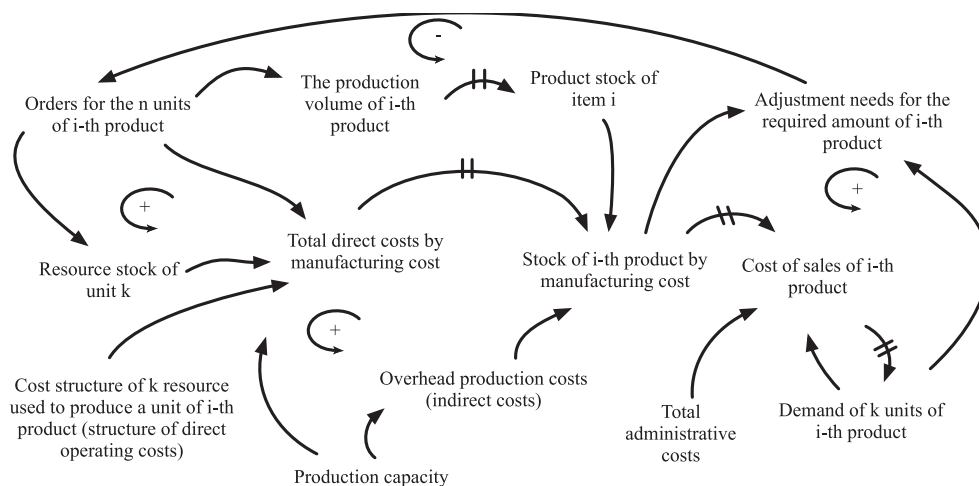 -
Orders for the n units
of i-th product
The production
volume of i-th
product
Product stock of
item i
Adjustment needs for the
required amount of i-th
product
+
+
Resource stock of
unit k
Total direct costs by
manufacturing cost
Stock of i-th product by
manufacturing cost
Cost of sales of i-th
product
+
Cost structure of k resource
used to produce a unit of i-th
product (structure of direct
operating costs)
Overhead production costs
(indirect costs)
Total
administrative
costs
Demand of k units of
i-th product
Production capacity